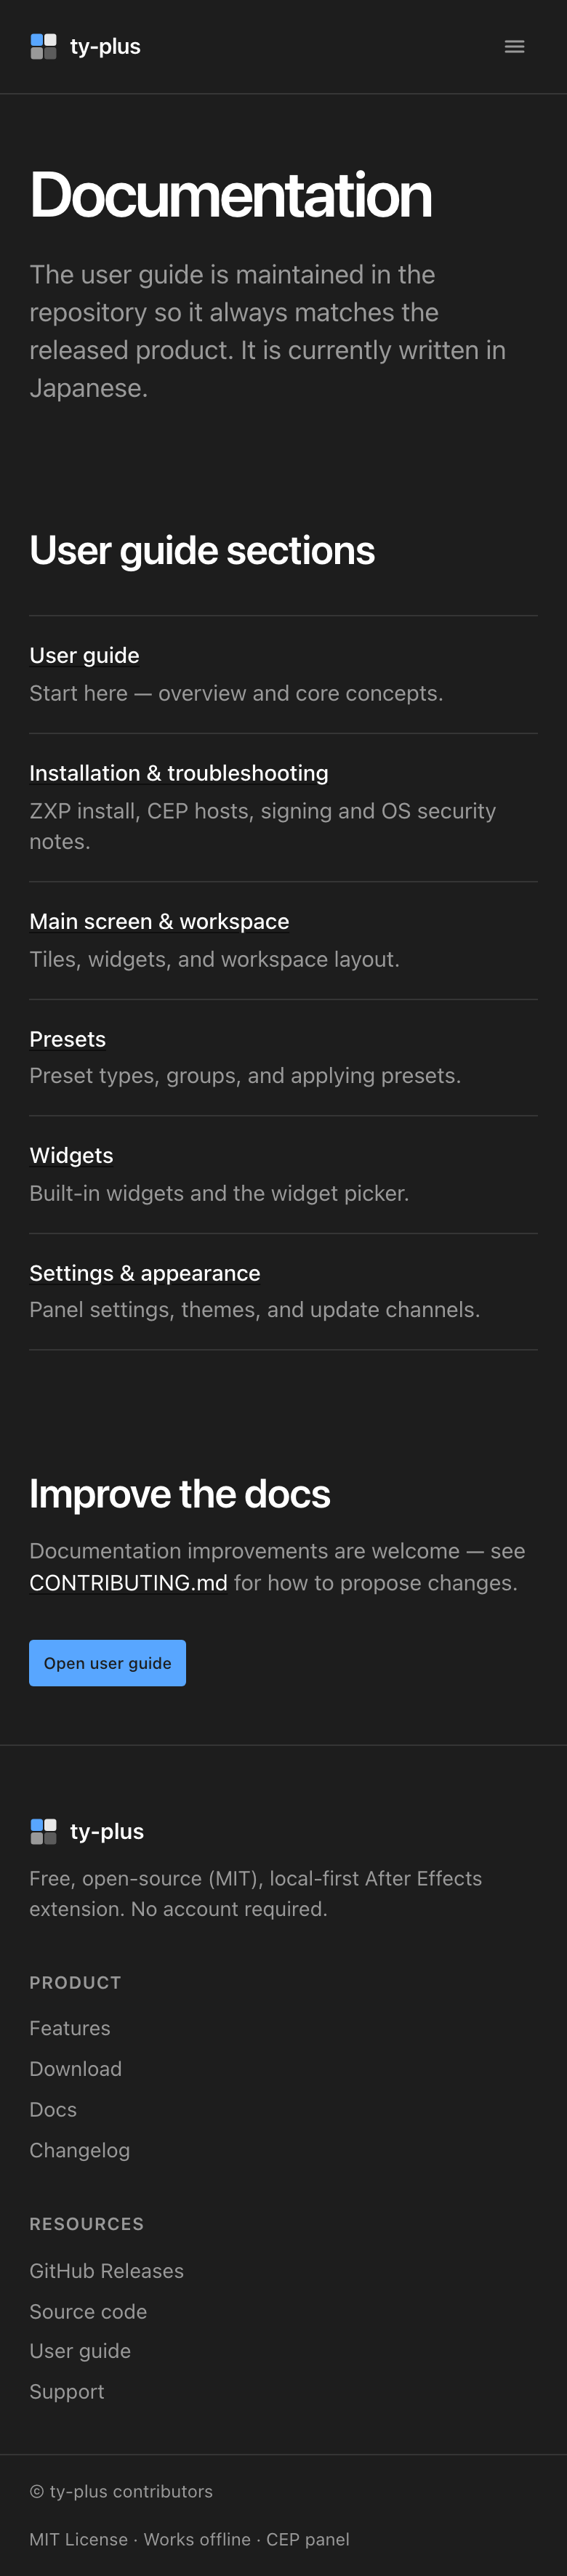 ty-plus
Documentation
The user guide is maintained in the
repository so it always matches the
released product. It is currently written in
Japanese.
User guide sections
User guide
Start here — overview and core concepts.
Installation & troubleshooting
ZXP install, CEP hosts, signing and OS security
notes.
Main screen & workspace
Tiles, widgets, and workspace layout.
Presets
Preset types, groups, and applying presets.
Widgets
Built-in widgets and the widget picker.
Settings & appearance
Panel settings, themes, and update channels.
Improve the docs
Documentation improvements are welcome — see
CONTRIBUTING.md for how to propose changes.
Open user guide
ty-plus
Free, open-source (MIT), local-first After Effects
extension. No account required.
PRODUCT
Features
Download
Docs
Changelog
RESOURCES
GitHub Releases
Source code
User guide
Support
© ty-plus contributors
MIT License · Works offline · CEP panel